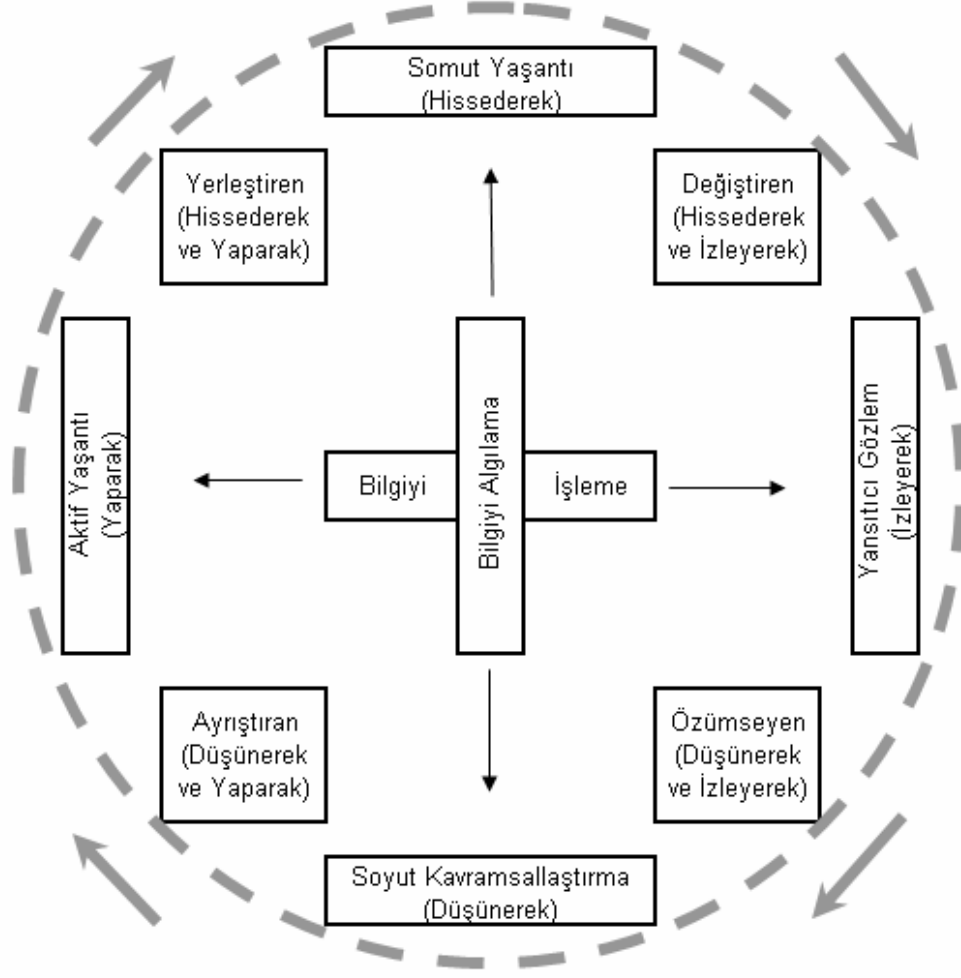 Somut Yaşantı
(Hissederek)
Yerleştiren
(Hissederek
ve Yaparak)
Değiştiren
(Hissederek
ve İzleyerek)
Aktif Yaşantı
(Yaparak)
Bilgiyi
Bilgiyi Algılama
İşleme
Yansıtıcı Gözlem
(İzleyerek)
Ayrıştıran
(Düşünerek
ve Yaparak)
Özümseyen
(Düşünerek
ve İzleyerek)
Soyut Kavramsallaştırma
(Düşünerek)